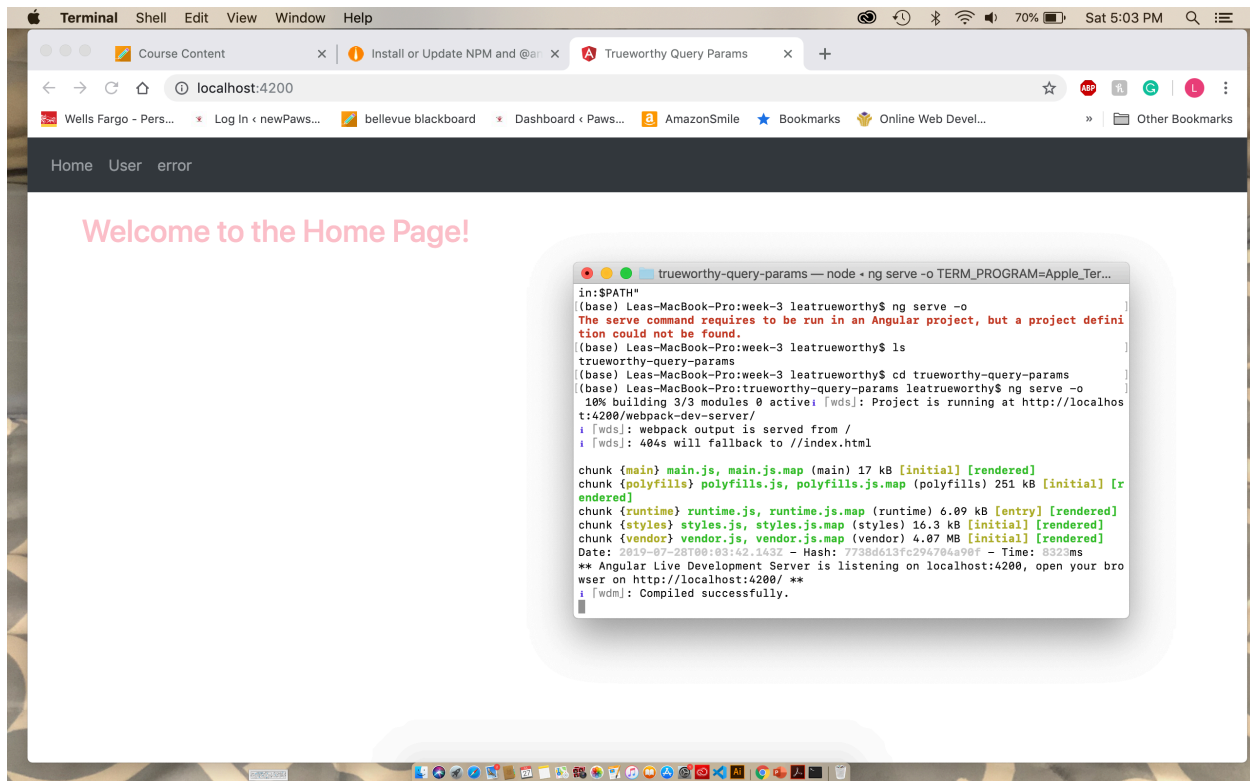 Terminal Shell Edit View Window Help 70% Sat 5:03 PM
Course Content Install or Update NPM and @an Trueworthy Query Params
localhost:4200 ABP L
Wells Fargo - Pers... Log In ‹ newPaws... bellevue blackboard Dashboard ‹ Paws... AmazonSmile Bookmarks Online Web Devel... » Other Bookmarks
Home User error
Welcome to the Home Page!
trueworthy-query-params — node ◂ ng serve -o TERM_PROGRAM=Apple_Ter...
in:$PATH"
[(base) Leas-MacBook-Pro:week-3 leatrueworthy$ ng serve -o ]
The serve command requires to be run in an Angular project, but a project defini
tion could not be found.
[(base) Leas-MacBook-Pro:week-3 leatrueworthy$ ls ]
trueworthy-query-params
[(base) Leas-MacBook-Pro:week-3 leatrueworthy$ cd trueworthy-query-params ]
[(base) Leas-MacBook-Pro:trueworthy-query-params leatrueworthy$ ng serve -o ]
10% building 3/3 modules 0 activeℹ ｢wds｣: Project is running at http://localhos
t:4200/webpack-dev-server/
ℹ ｢wds｣: webpack output is served from /
ℹ ｢wds｣: 404s will fallback to //index.html
chunk {main} main.js, main.js.map (main) 17 kB [initial] [rendered]
chunk {polyfills} polyfills.js, polyfills.js.map (polyfills) 251 kB [initial] [r
endered]
chunk {runtime} runtime.js, runtime.js.map (runtime) 6.09 kB [entry] [rendered]
chunk {styles} styles.js, styles.js.map (styles) 16.3 kB [initial] [rendered]
chunk {vendor} vendor.js, vendor.js.map (vendor) 4.07 MB [initial] [rendered]
Date: 2019-07-28T00:03:42.143Z - Hash: 7738d613fc294704a90f - Time: 8323ms
** Angular Live Development Server is listening on localhost:4200, open your bro
wser on http://localhost:4200/ **
ℹ ｢wdm｣: Compiled successfully.
27 Ai